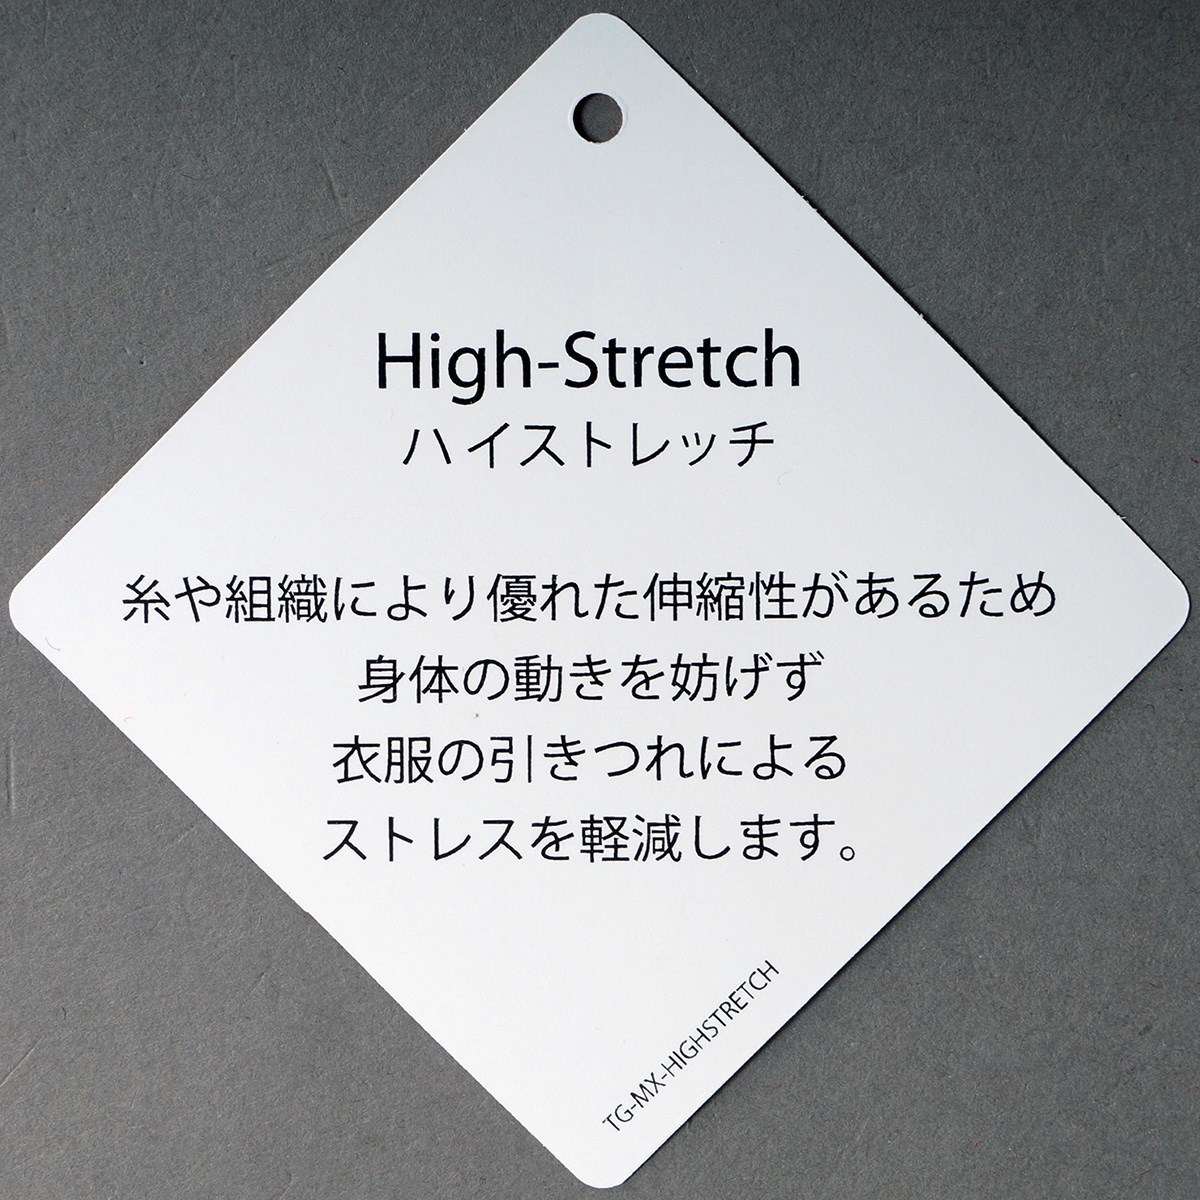 High-Stretch
ハイストレッチ
糸や組織により優れた伸縮性があるため
身体の動きを妨げず
衣服の引きつれによる
ストレスを軽減します。
TG-MX-HIGHSTRETCH